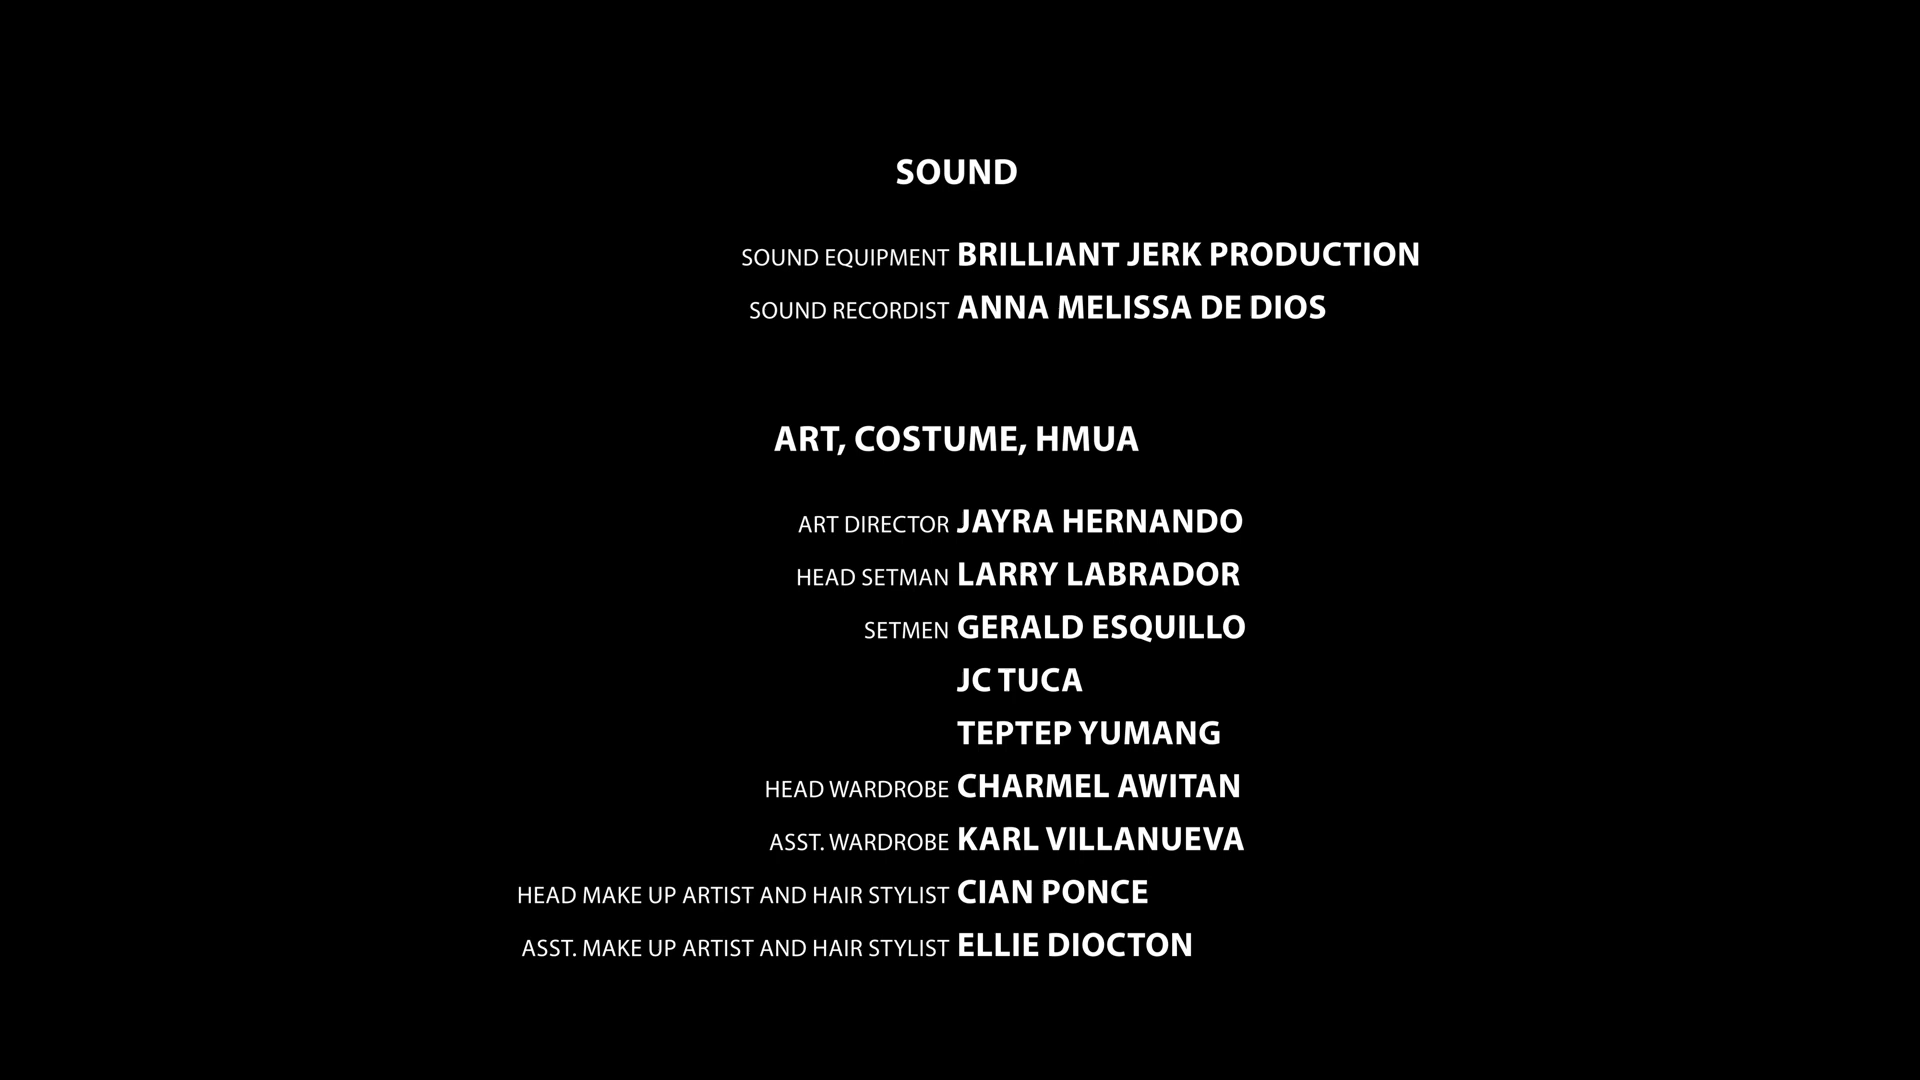 SOUND
SOUND EQUIPMENT BRILLIANT JERK PRODUCTION
SOUND RECORDIST ANNA MELISSA DE DIOS
ART, COSTUME, HMUA
ART DIRECTOR JAYRA HERNANDO
HEAD SETMAN LARRY LABRADOR
SETMEN GERALD ESQUILLO
JC TUCA
TEPTEP YUMANG
HEAD WARDROBE CHARMEL AWITAN
ASST. WARDROBE KARL VILLANUEVA
HEAD MAKE UP ARTIST AND HAIR STYLIST CIAN PONCE
ASST. MAKE UP ARTIST AND HAIR STYLIST ELLIE DIOCTON